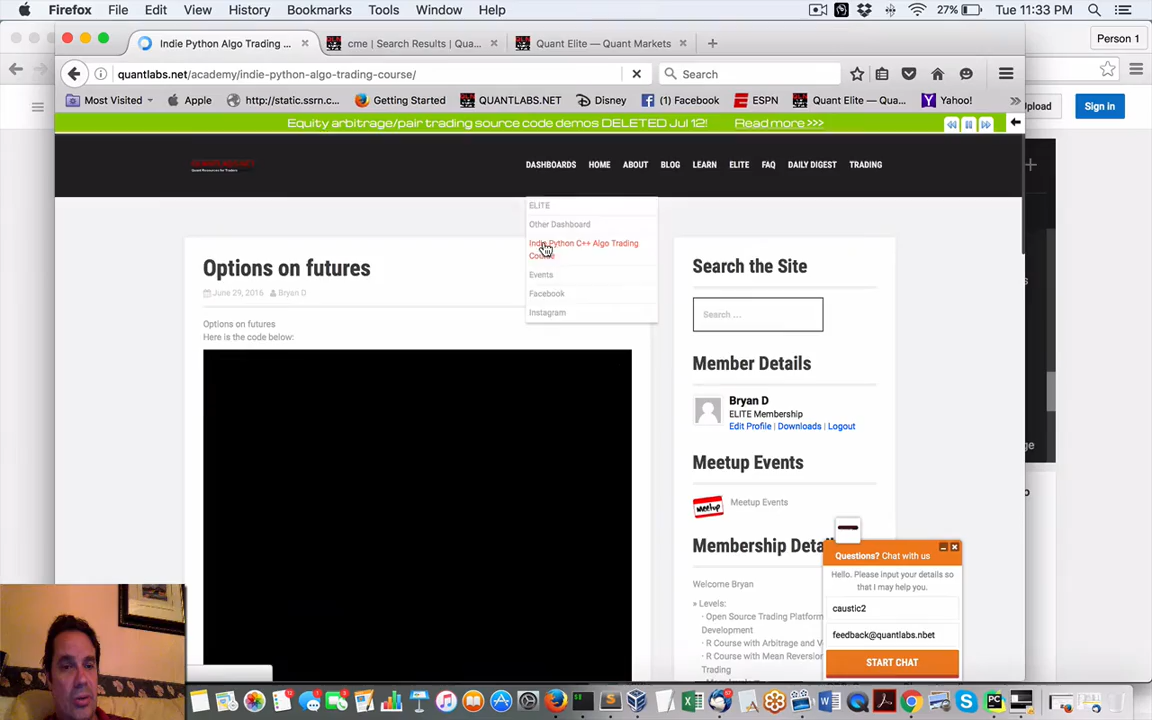 Firefox File Edit View History Bookmarks Tools Window Help
27% Tue 11:33 PM
Indie Python Algo Trading ...
cme | Search Results | Qua...
Quant Elite — Quant Markets
Person 1
quantlabs.net/academy/indie-python-algo-trading-course/
Search
Most Visited
Apple
http://static.ssrn.c...
Getting Started
QUANTLABS.NET
Disney
(1) Facebook
ESPN
Quant Elite — Qua...
Yahoo!
pload
Sign in
Equity arbitrage/pair trading source code demos DELETED Jul 12!
Read more >>>
DASHBOARDS HOME ABOUT BLOG LEARN ELITE FAQ DAILY DIGEST TRADING
ELITE
Other Dashboard
Indie Python C++ Algo Trading
Course
Events
Facebook
Instagram
Options on futures
June 29, 2016 Bryan D
Options on futures
Here is the code below:
Search the Site
Search ...
Member Details
Bryan D
ELITE Membership
Edit Profile | Downloads | Logout
Meetup Events
Meetup
Meetup Events
Membership Deta
Welcome Bryan
» Levels:
- Open Source Trading Platform
Development
- R Course with Arbitrage and V
- R Course with Mean Reversion
Trading
Questions? Chat with us
Hello. Please input your details so
that I may help you.
caustic2
feedback@quantlabs.nbet
START CHAT